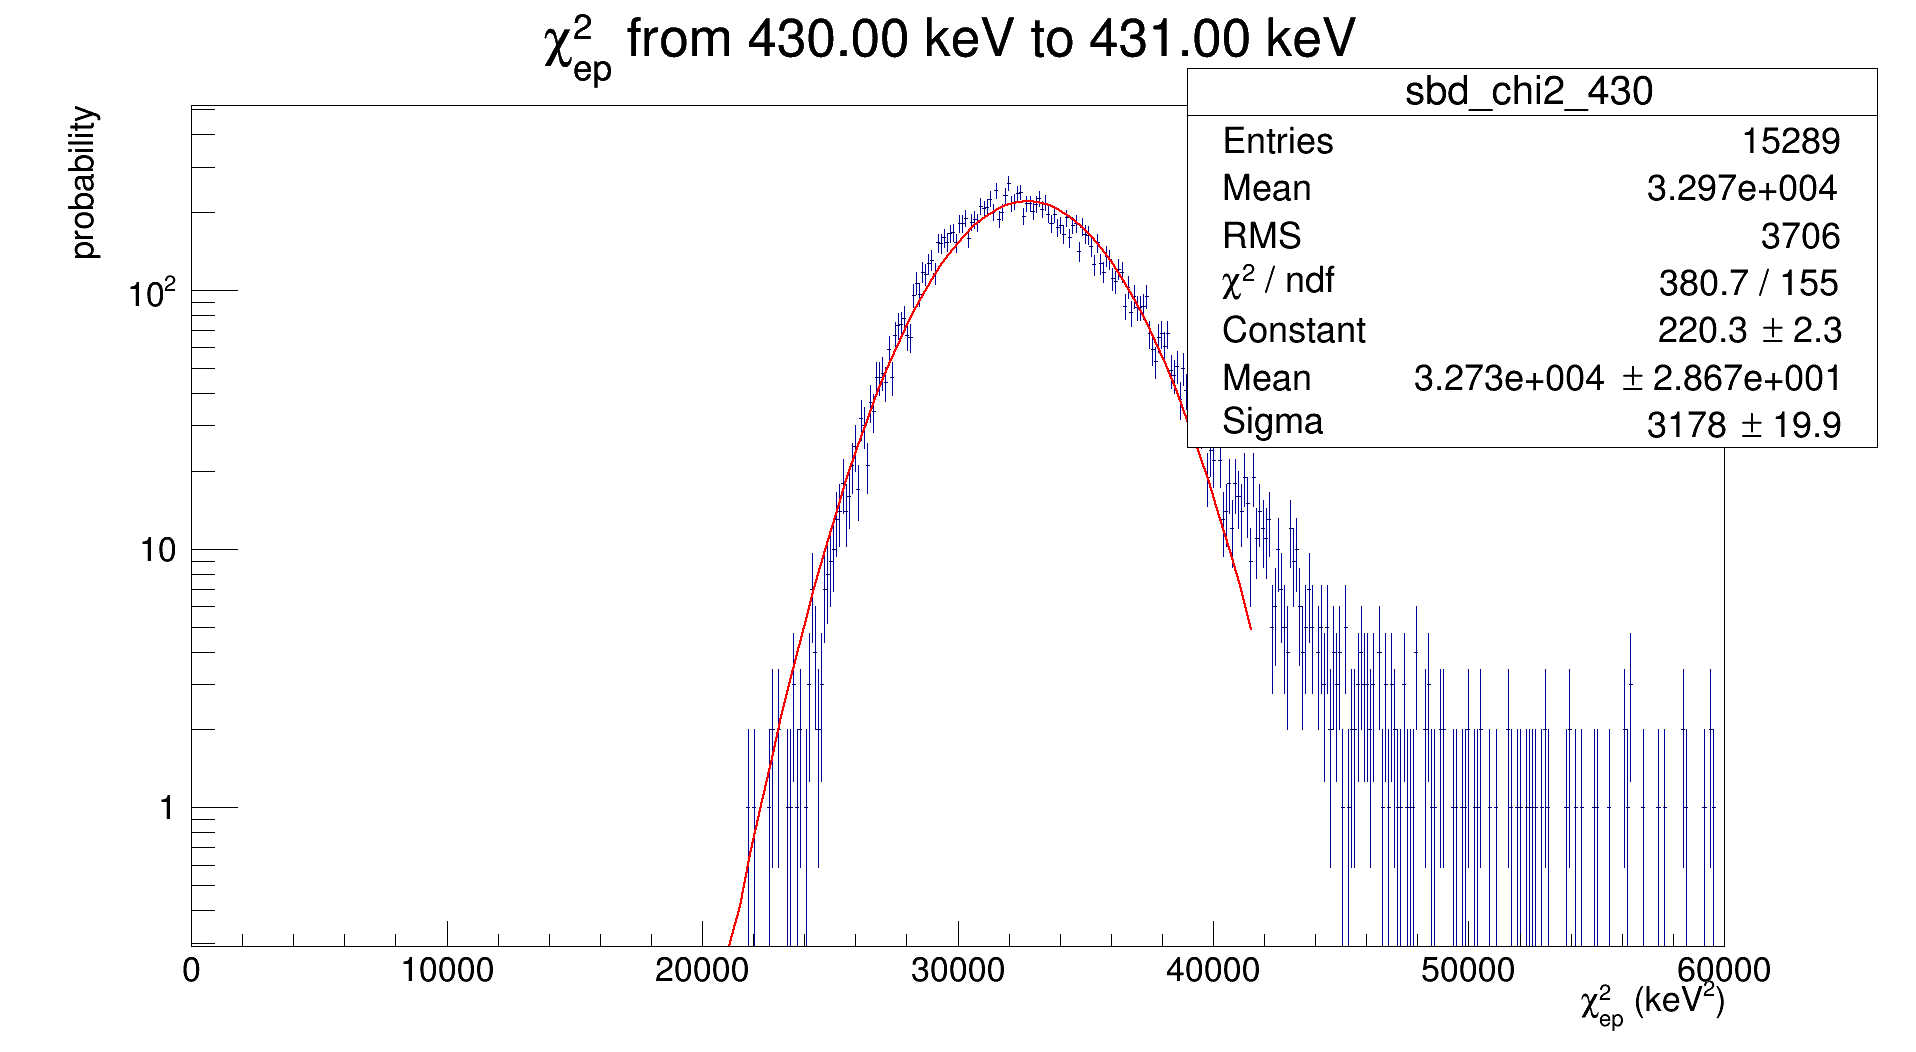 χ²ep from 430.00 keV to 431.00 keV
probability
sbd_chi2_430
Entries 15289
Mean 3.297e+004
RMS 3706
χ² / ndf 380.7 / 155
Constant 220.3 ± 2.3
Mean 3.273e+004 ± 2.867e+001
Sigma 3178 ± 19.9
10²
10
1
0 10000 20000 30000 40000 50000 60000
χ²ep (keV²)